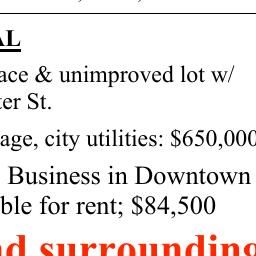 AL
ace & unimproved lot w/
ter St.
age, city utilities: $650,000
Business in Downtown
ble for rent; $84,500
nd surrounding